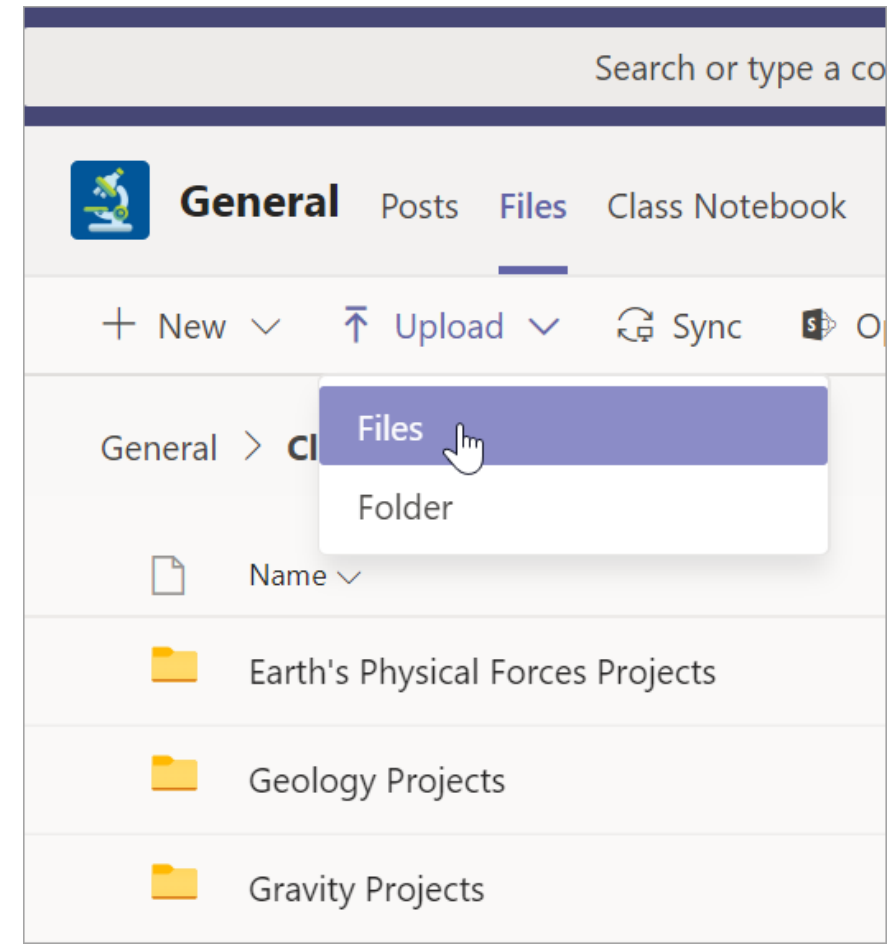 Search or type a co
General Posts Files Class Notebook
New Upload Sync S
General > Cl
Files
Folder
Name
Earth's Physical Forces Projects
Geology Projects
Gravity Projects